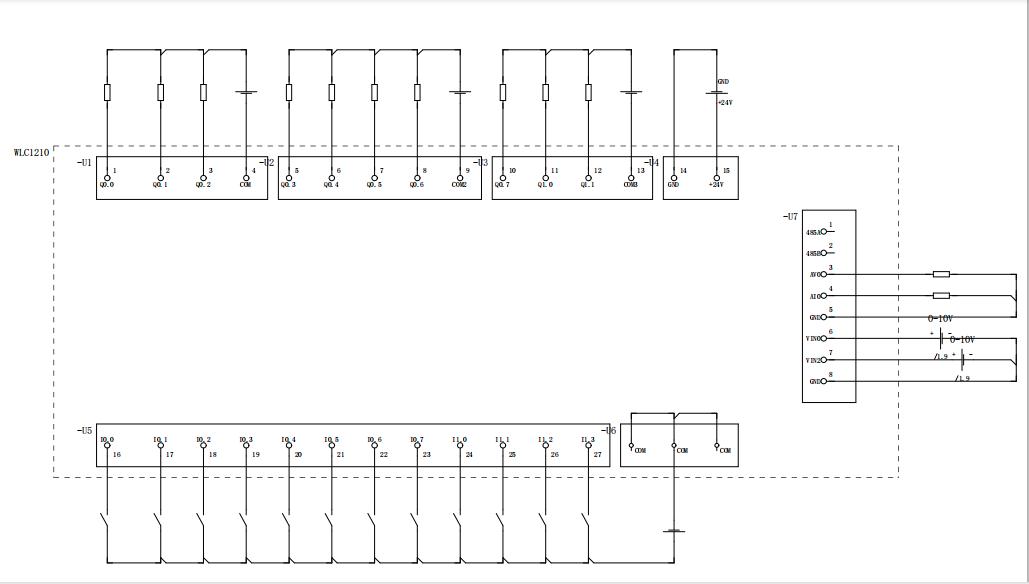 GND
+24V
WLC1210
-U1
-U2
-U3
-U4
1 2 3 4 5 6 7 8 9 10 11 12 13 14 15
Q0.0 Q0.1 Q0.2 COM Q0.3 Q0.4 Q0.5 Q0.6 COM2 Q0.7 Q1.0 Q1.1 COM3 GND +24V
-U7
1
485A
2
485B
3
AV0
4
AI0
5
GND
0-10V
6
VIN0
+ -
0-10V
7
VIN2
/1.9
+ -
8
GND
/1.9
-U5
-U6
I0.0 I0.1 I0.2 I0.3 I0.4 I0.5 I0.6 I0.7 I1.0 I1.1 I1.2 I1.3
COM COM COM
16 17 18 19 20 21 22 23 24 25 26 27